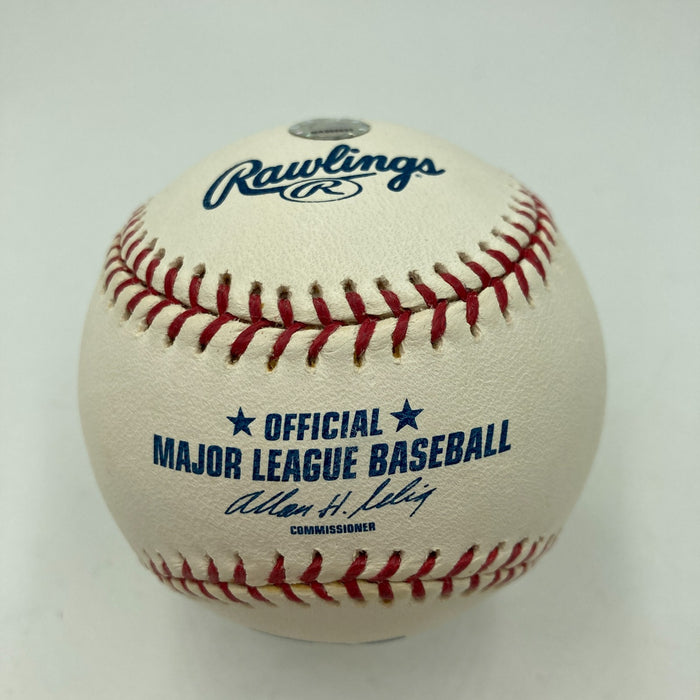 Rawlings
R
★ OFFICIAL ★
MAJOR LEAGUE BASEBALL
Allan H. Selig
COMMISSIONER